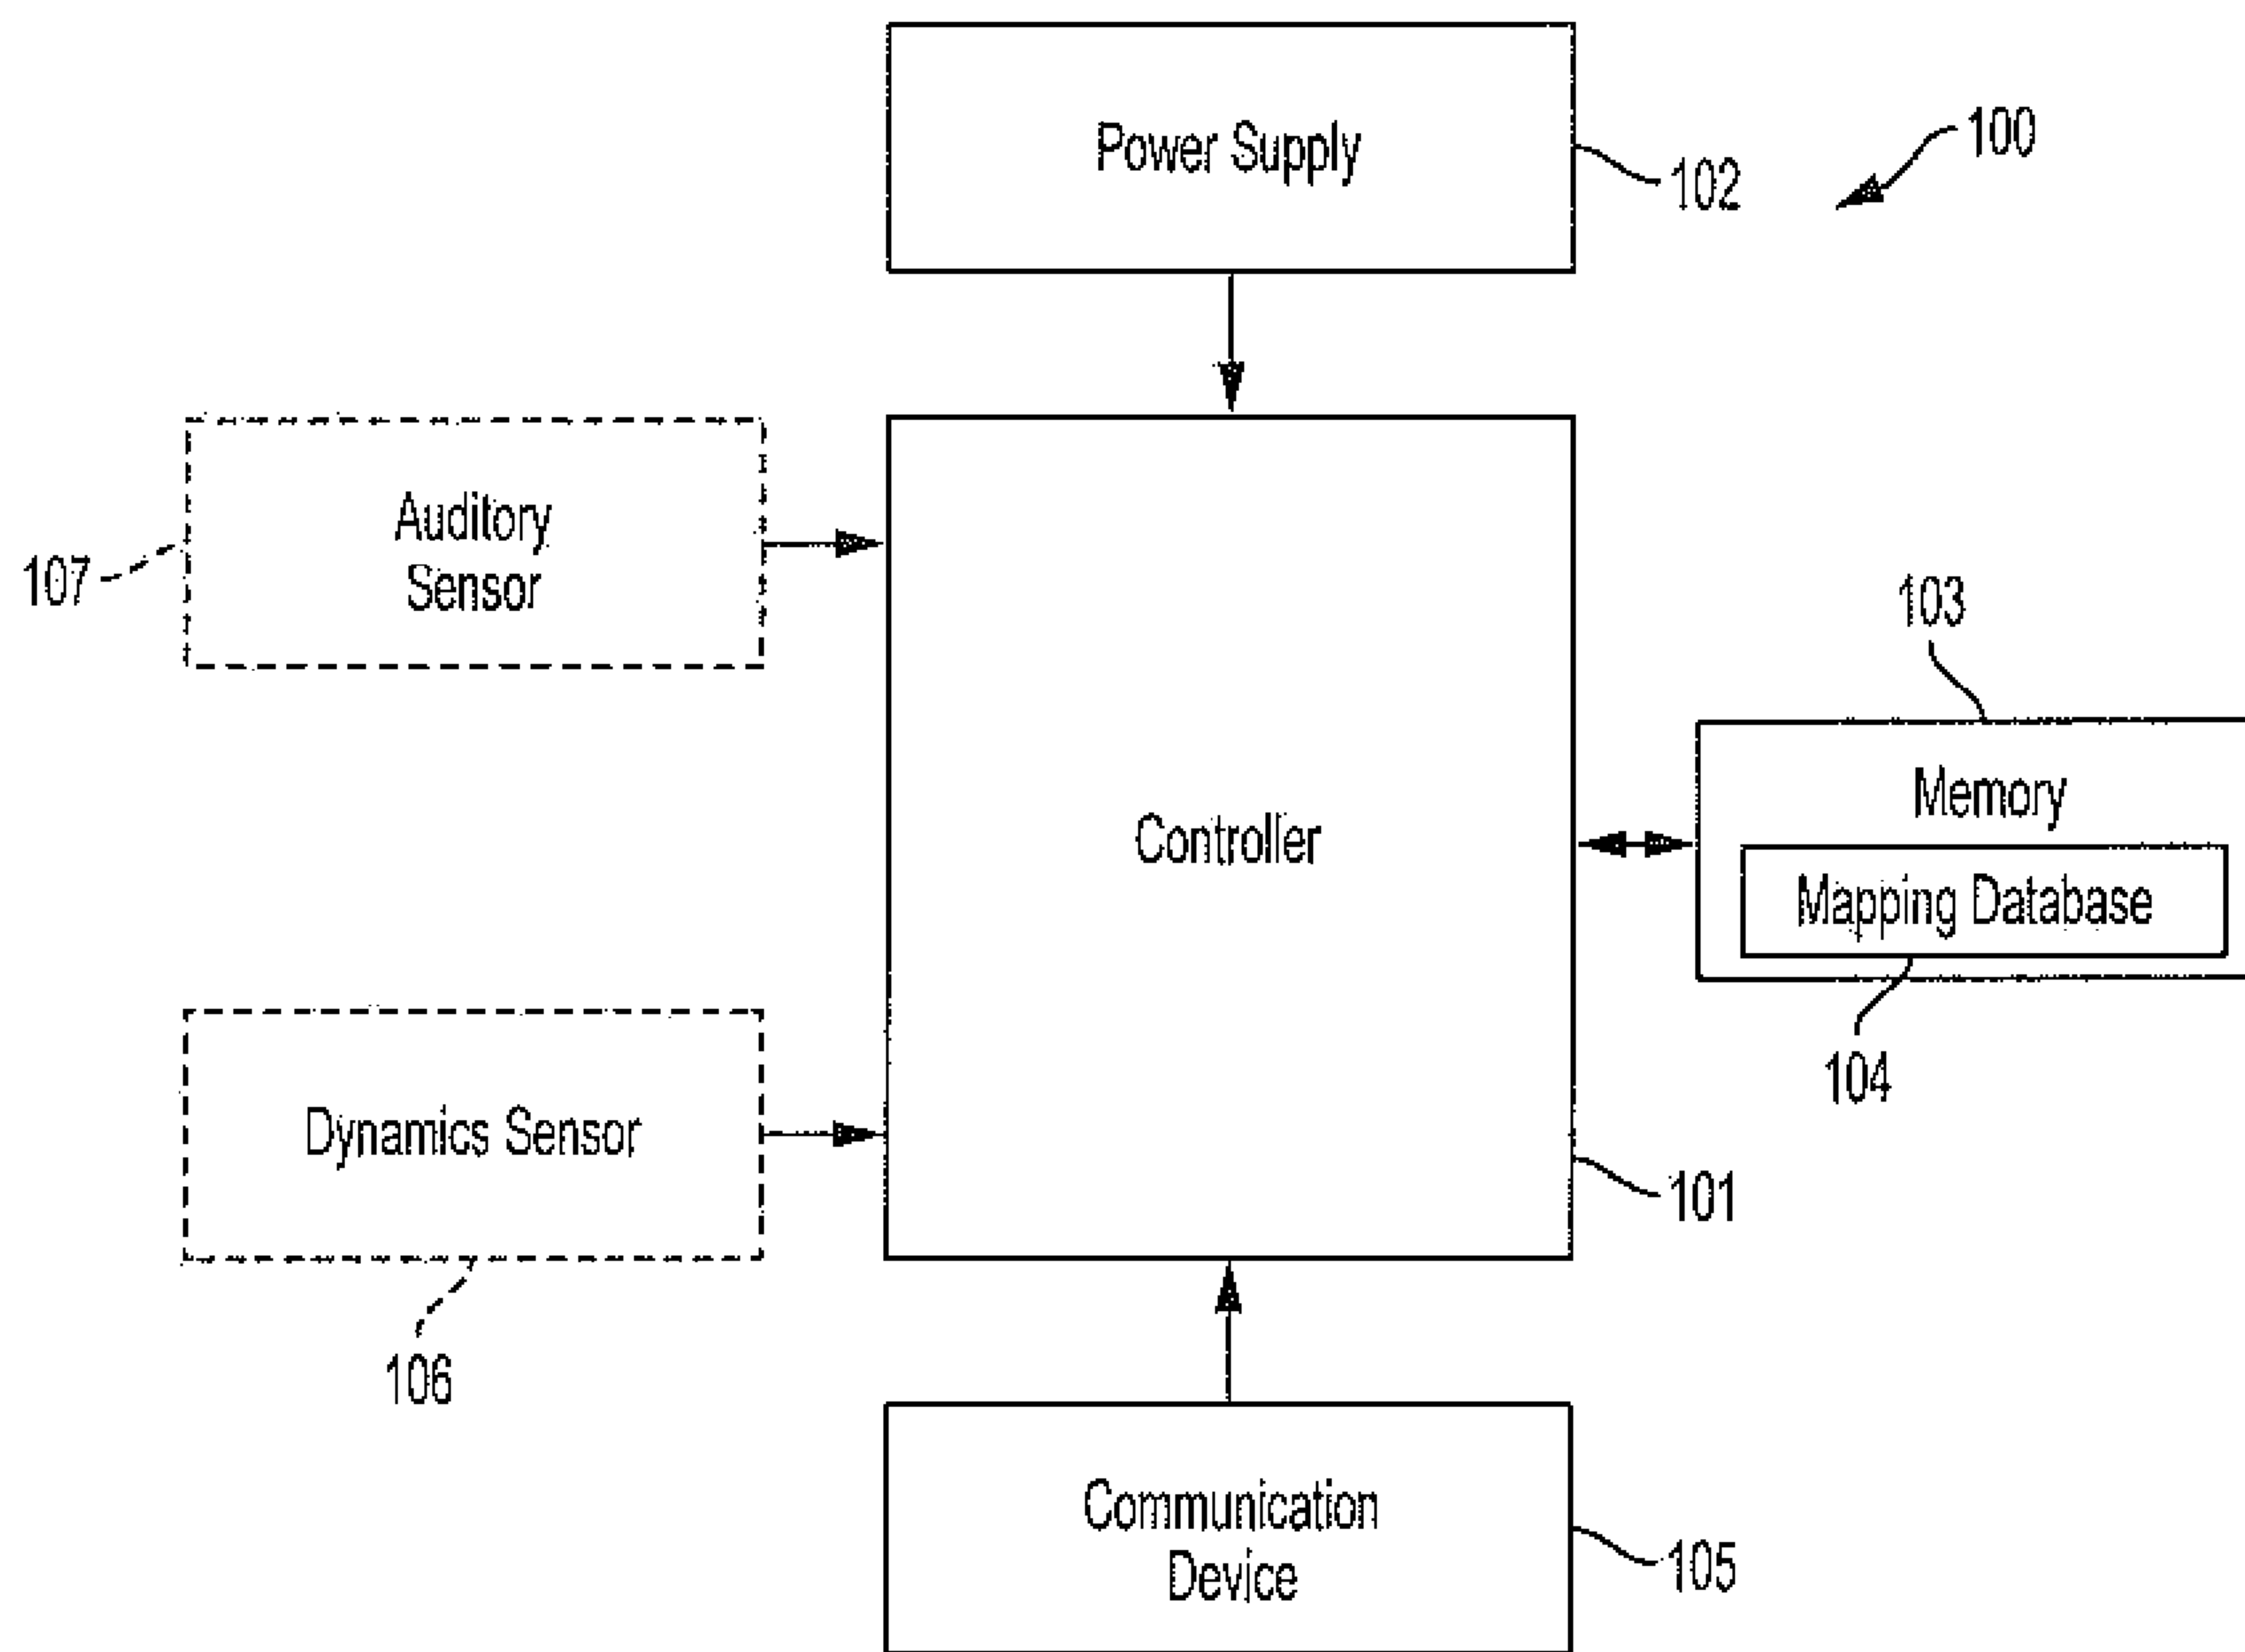 Power Supply
100
102
Auditory
Sensor
107
103
Memory
Controller
Mapping Database
104
Dynamics Sensor
101
106
Communication
Device
105